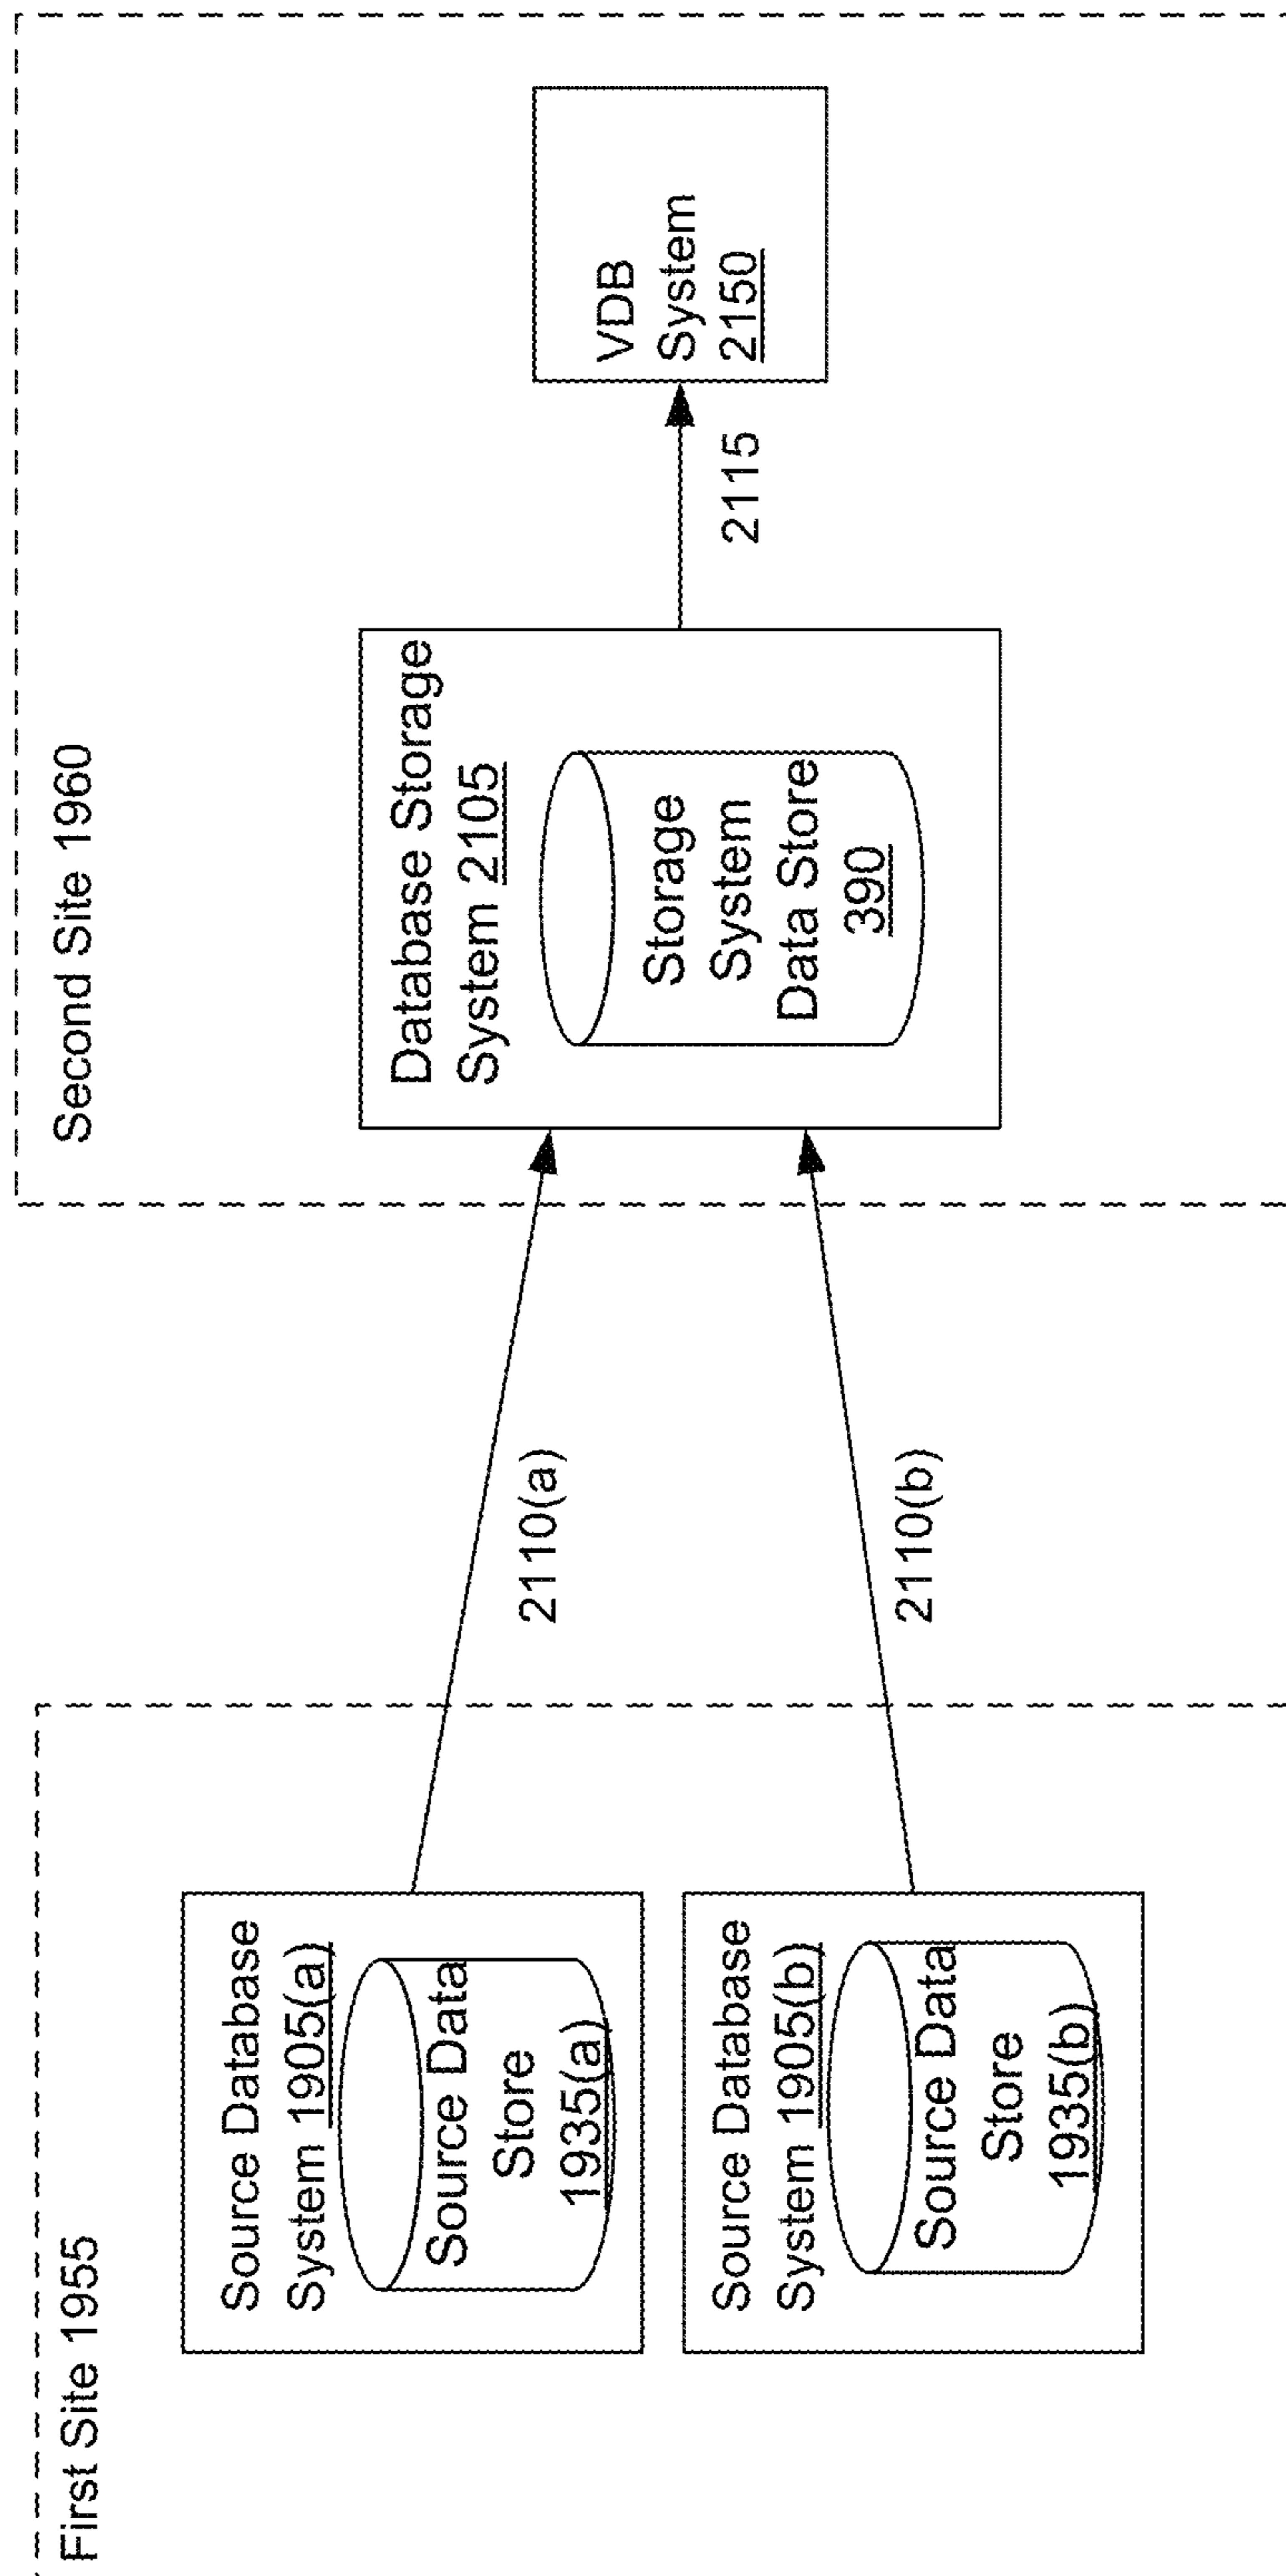 First Site 1955
Source Database
System 1905(a)
Source Data
Store
1935(a)
Source Database
System 1905(b)
Source Data
Store
1935(b)
2110(a)
2110(b)
Second Site 1960
Database Storage
System 2105
Storage
System
Data Store
390
2115
VDB
System
2150